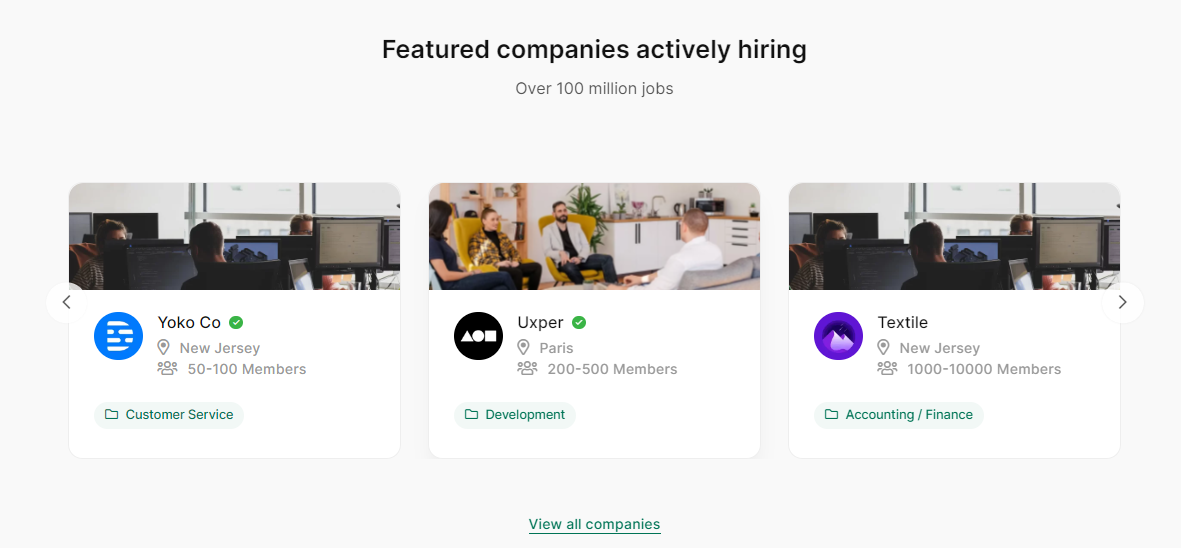 Featured companies actively hiring
Over 100 million jobs
Yoko Co
New Jersey
50-100 Members
Customer Service
Uxper
Paris
200-500 Members
Development
Textile
New Jersey
1000-10000 Members
Accounting / Finance
View all companies